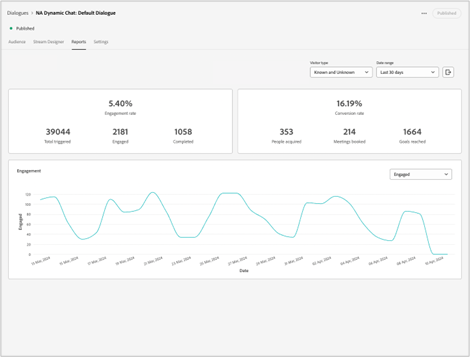 Dialogues > NA Dynamic Chat: Default Dialogue
Published
Published
Audience Stream Designer Reports Settings
Visitor type Date range
Known and Unknown Last 30 days
5.40% 16.19%
Engagement rate Conversion rate
39044 2181 1058 353 214 1664
Total triggered Engaged Completed People acquired Meetings booked Goals reached
Engagement
Engaged
120
100
80
60
40
20
0
Engaged
13 Mar, 2024 15 Mar, 2024 17 Mar, 2024 19 Mar, 2024 21 Mar, 2024 23 Mar, 2024 25 Mar, 2024 27 Mar, 2024 29 Mar, 2024 31 Mar, 2024 02 Apr, 2024 04 Apr, 2024 06 Apr, 2024 08 Apr, 2024 10 Apr, 2024
Date